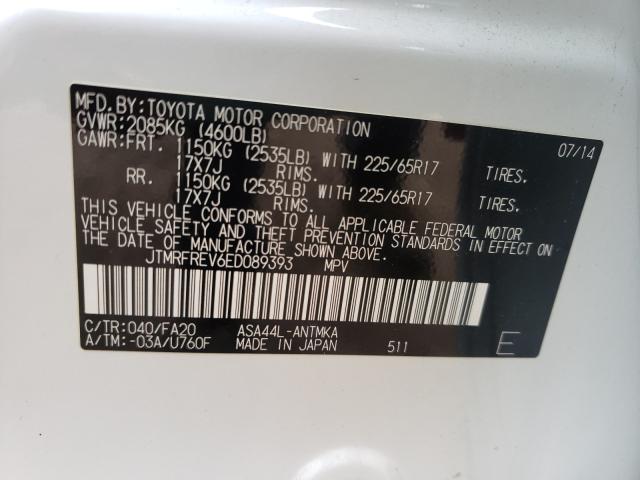 MFD.BY:TOYOTA MOTOR CORPORATION 07/14
GVWR:2085KG (4600LB)
GAWR:FRT. 1150KG (2535LB) WITH 225/65R17 TIRES.
17X7J RIMS.
RR. 1150KG (2535LB) WITH 225/65R17 TIRES.
17X7J RIMS.
THIS VEHICLE CONFORMS TO ALL APPLICABLE FEDERAL MOTOR
VEHICLE SAFETY AND THEFT PREVENTION STANDARDS IN EFFECT ON
THE DATE OF MANUFACTURE SHOWN ABOVE.
JTMRFREV6ED089393 MPV
C/TR:040/FA20 ASA44L-ANTMKA
A/TM:-03A/U760F MADE IN JAPAN 511 E